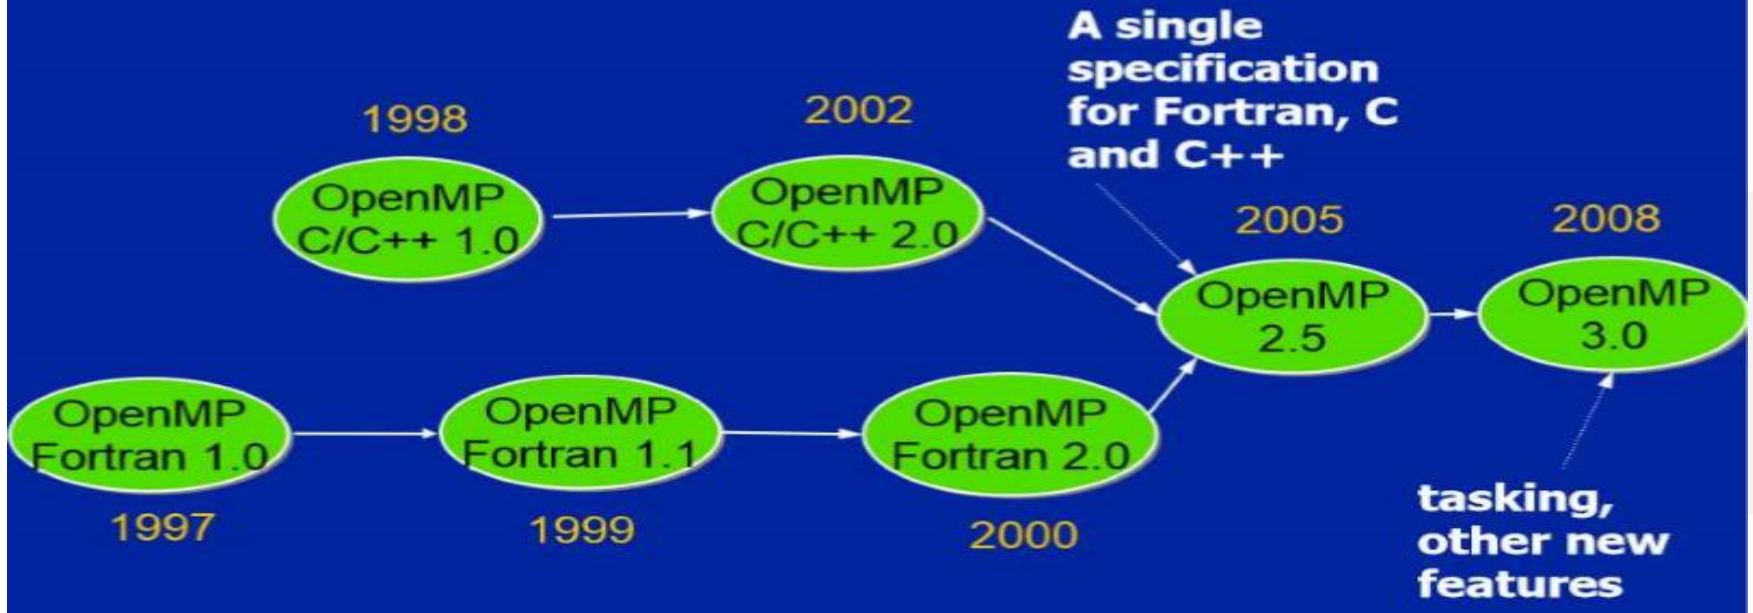 A single
specification
for Fortran, C
and C++
1998
2002
OpenMP
C/C++ 1.0
OpenMP
C/C++ 2.0
2005
2008
OpenMP
2.5
OpenMP
3.0
OpenMP
Fortran 1.0
OpenMP
Fortran 1.1
OpenMP
Fortran 2.0
1997
1999
2000
tasking,
other new
features